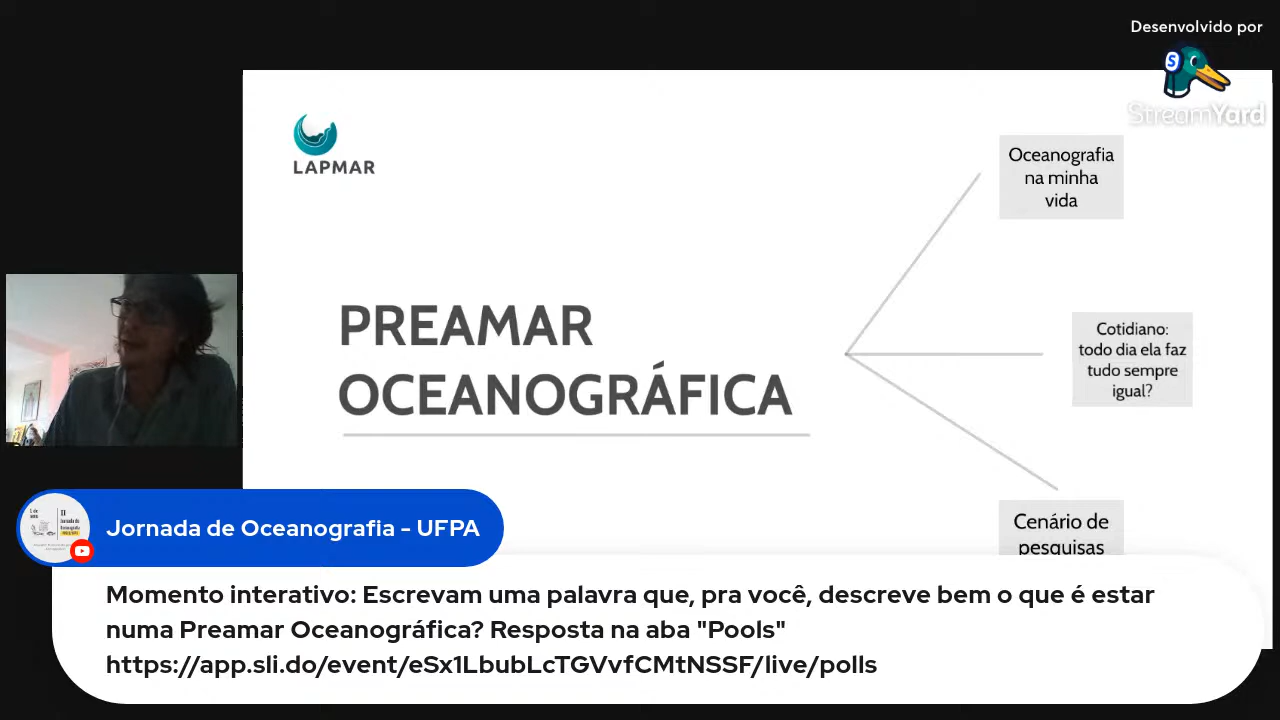 Desenvolvido por
StreamYard
LAPMAR
Oceanografia
na minha
vida
PREAMAR
OCEANOGRÁFICA
Cotidiano:
todo dia ela faz
tudo sempre
igual?
Cenário de
pesquisas
Jornada de Oceanografia - UFPA
Momento interativo: Escrevam uma palavra que, pra você, descreve bem o que é estar
numa Preamar Oceanográfica? Resposta na aba "Pools"
https://app.sli.do/event/eSx1LbubLcTGVvfCMtNSSF/live/polls